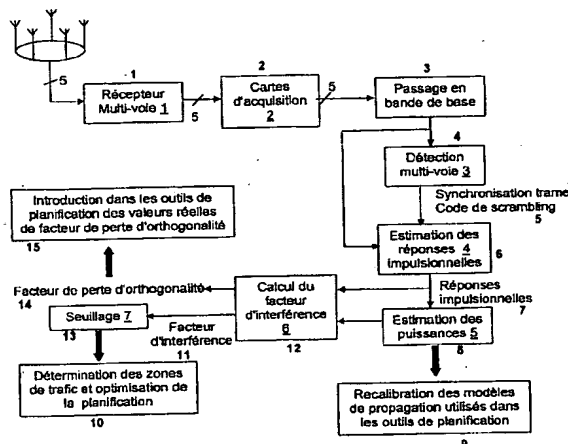 5
1
Récepteur
Multi-voie 1
5
2
Cartes
d'acquisition
2
5
3
Passage en
bande de base
4
Détection
multi-voie 3
Synchronisation trame
Code de scrambling
5
Estimation des
réponses 4
impulsionnelles
6
Réponses
impulsionnelles
7
Introduction dans les outils de
planification des valeurs réelles
de facteur de perte d'orthogonalité
15
Facteur de perte d'orthogonalité
14
Calcul du
facteur
d'interférence
6
12
Seuillage 7
13
Facteur
d'interférence
11
Estimation des
puissances 5
8
Détermination des zones
de trafic et optimisation de
la planification
10
Recalibration des modèles
de propagation utilisés dans
les outils de planification
9